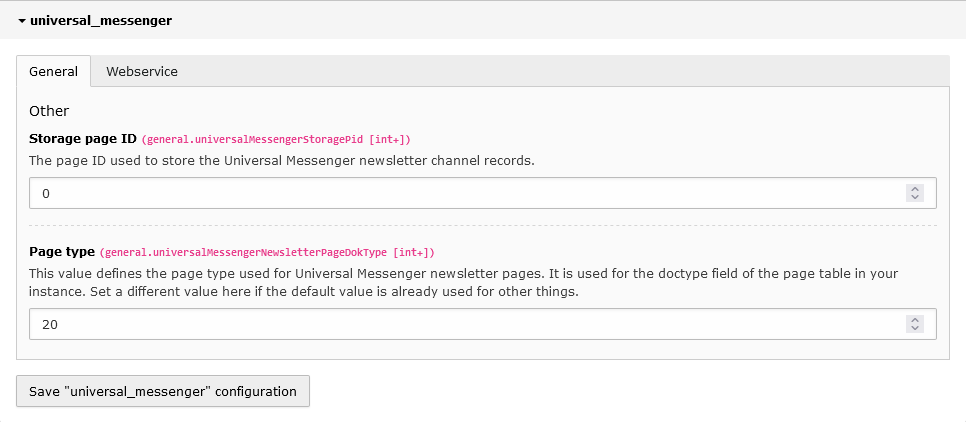 universal_messenger
General Webservice
Other
Storage page ID (general.universalMessengerStoragePid [int+])
The page ID used to store the Universal Messenger newsletter channel records.
0
Page type (general.universalMessengerNewsletterPageDokType [int+])
This value defines the page type used for Universal Messenger newsletter pages. It is used for the doctype field of the page table in your
instance. Set a different value here if the default value is already used for other things.
20
Save "universal_messenger" configuration